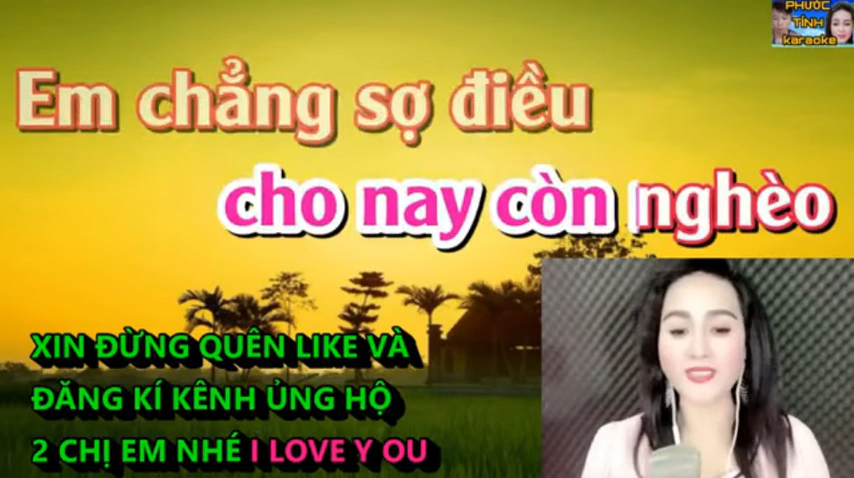 PHƯỚC
TÍNH
karaoke
Em chẳng sợ điều
cho nay còn nghèo
XIN ĐỪNG QUÊN LIKE VÀ
ĐĂNG KÍ KÊNH ỦNG HỘ
2 CHỊ EM NHÉ I LOVE Y OU